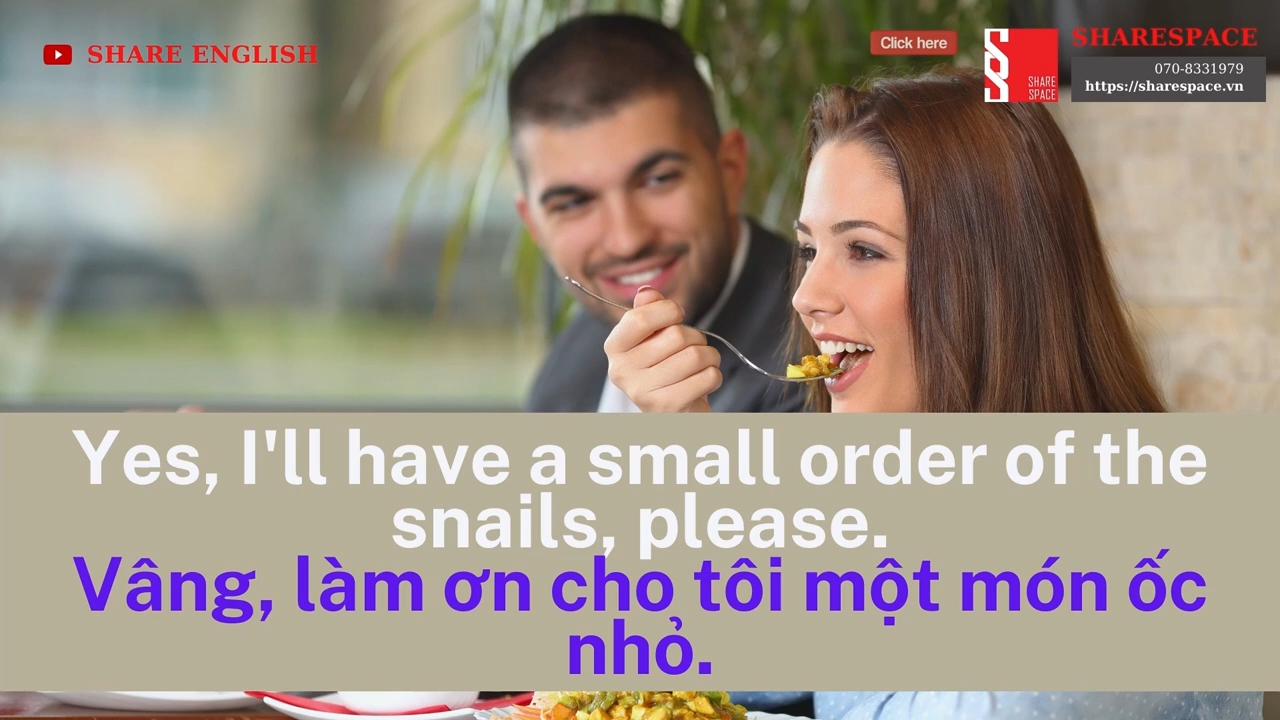 SHARE ENGLISH
Click here
SHARE
SPACE
SHARESPACE
070-8331979
https://sharespace.vn
Yes, I'll have a small order of the
snails, please.
Vâng, làm ơn cho tôi một món ốc
nhỏ.